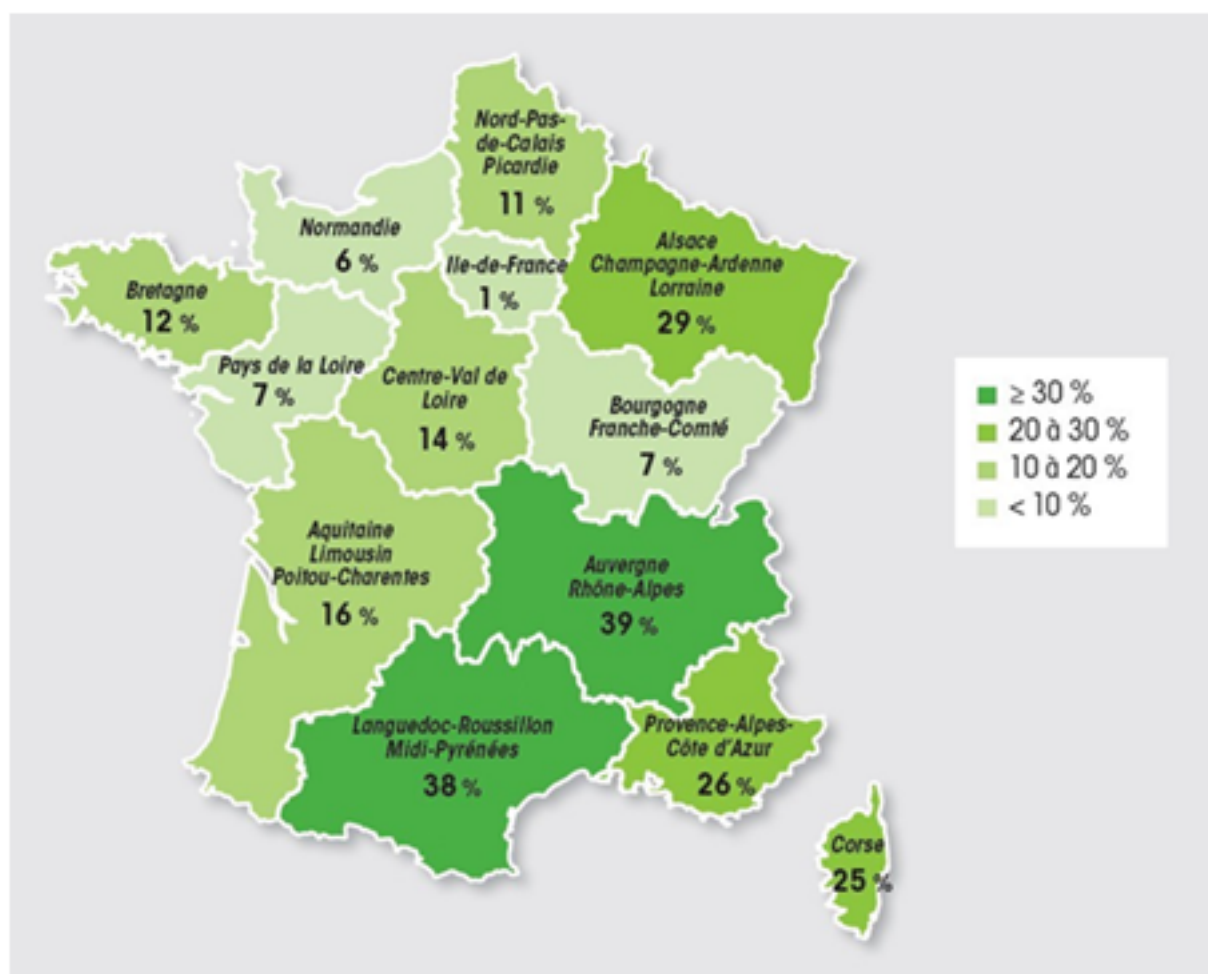 Nord-Pas-
de-Calais
Picardie
11 %
Normandie
6 %
Ile-de-France
1 %
Alsace
Champagne-Ardenne
Lorraine
29 %
Bretagne
12 %
Pays de la Loire
7 %
Centre-Val de
Loire
14 %
Bourgogne
Franche-Comté
7 %
≥ 30 %
20 à 30 %
10 à 20 %
< 10 %
Aquitaine
Limousin
Poitou-Charentes
16 %
Auvergne
Rhône-Alpes
39 %
Languedoc-Roussillon
Midi-Pyrénées
38 %
Provence-Alpes-
Côte d'Azur
26 %
Corse
25 %